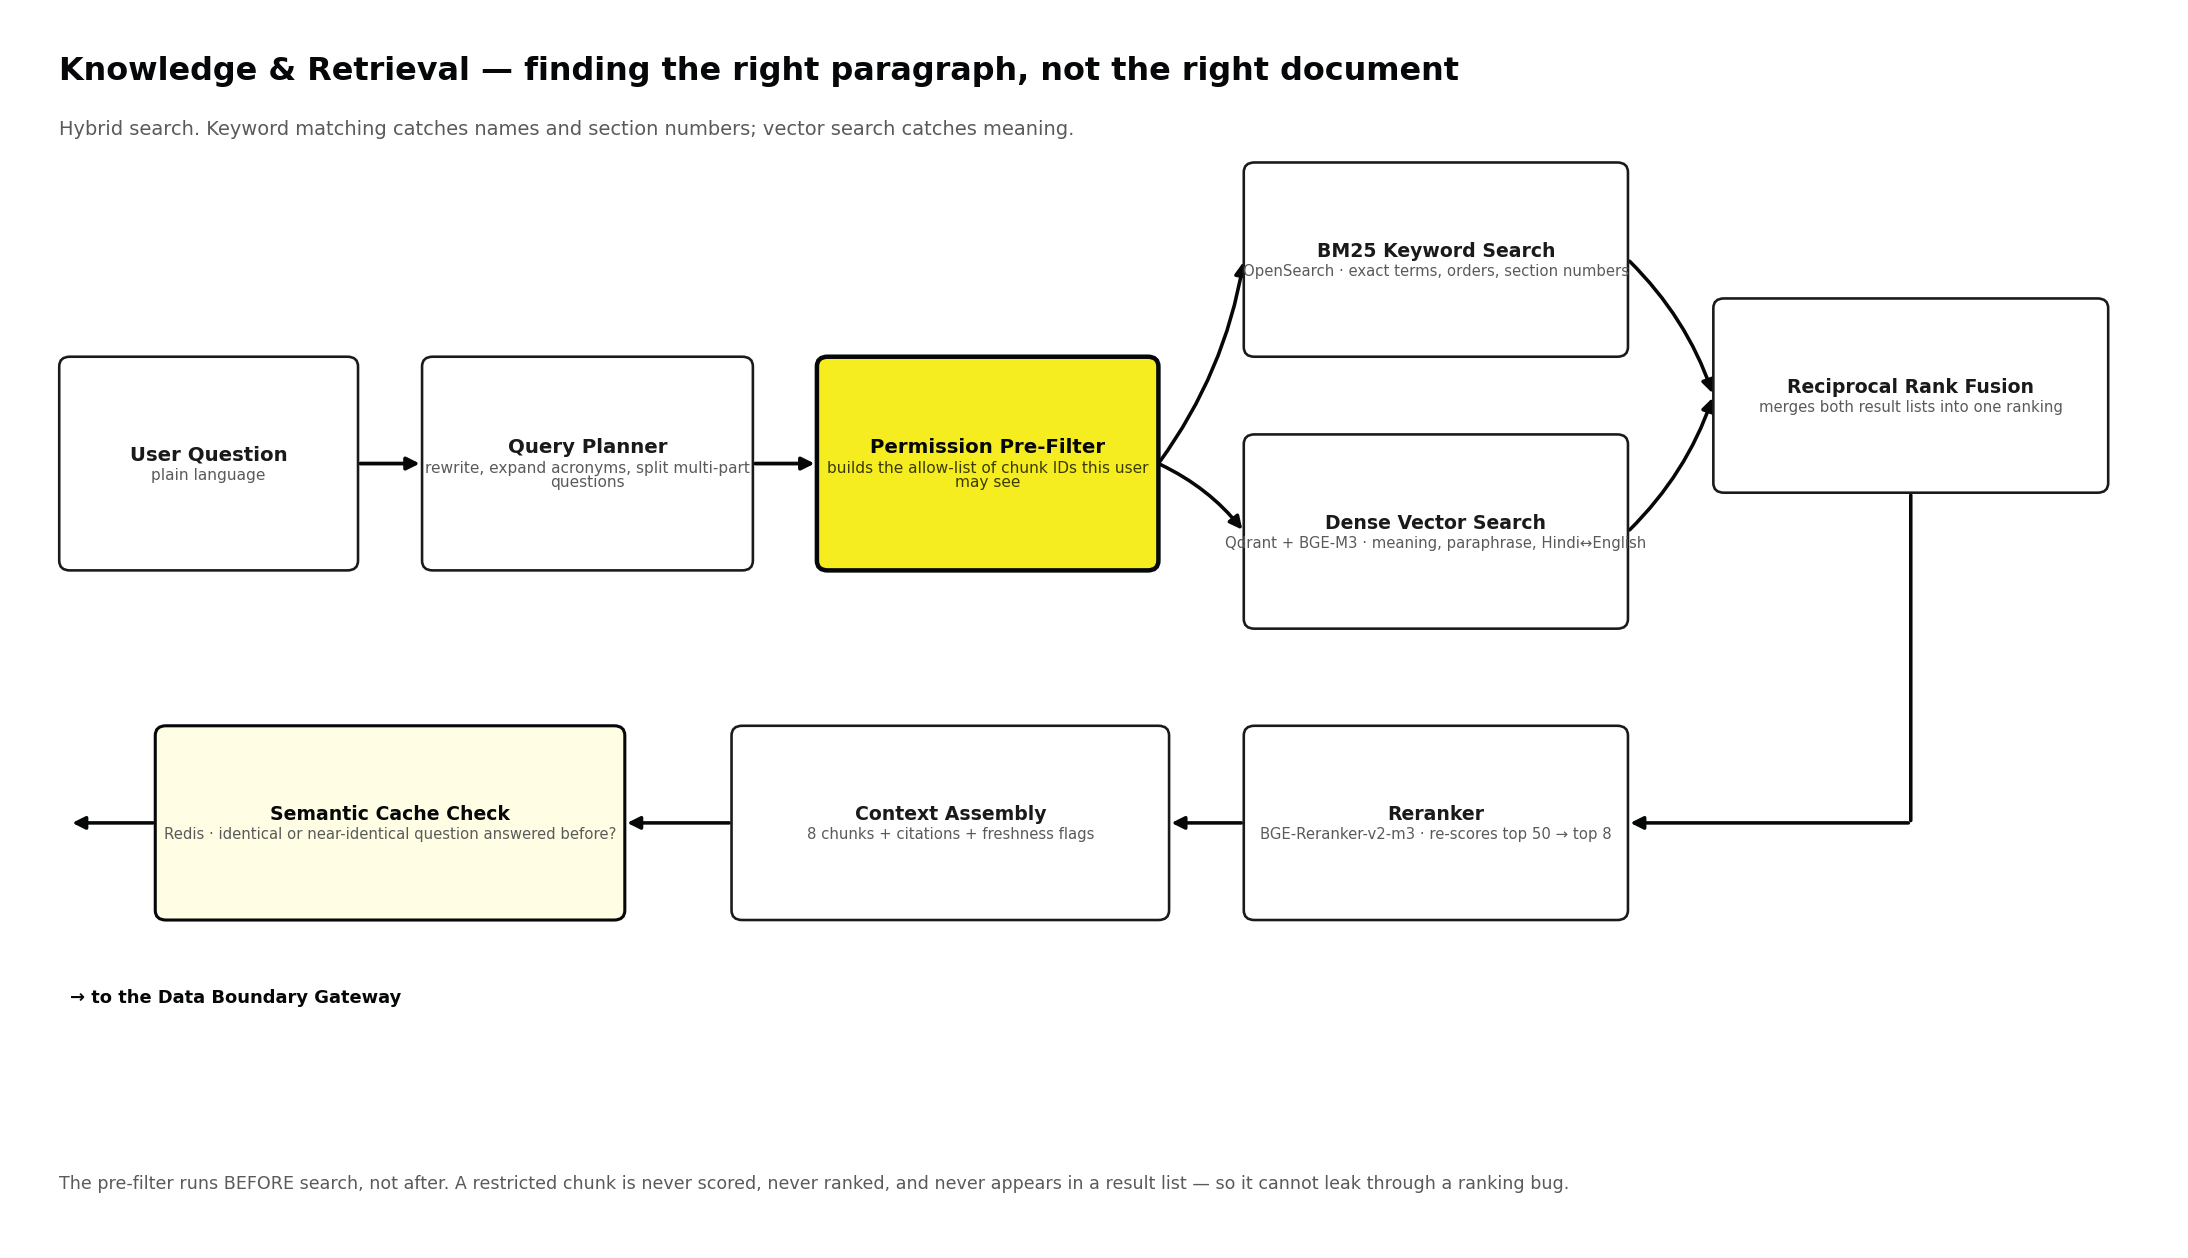 Knowledge & Retrieval — finding the right paragraph, not the right document
Hybrid search. Keyword matching catches names and section numbers; vector search catches meaning.
User Question
plain language
Query Planner
rewrite, expand acronyms, split multi-part
questions
Permission Pre-Filter
builds the allow-list of chunk IDs this user
may see
BM25 Keyword Search
OpenSearch · exact terms, orders, section numbers
Dense Vector Search
Qdrant + BGE-M3 · meaning, paraphrase, Hindi↔English
Reciprocal Rank Fusion
merges both result lists into one ranking
Reranker
BGE-Reranker-v2-m3 · re-scores top 50 → top 8
Context Assembly
8 chunks + citations + freshness flags
Semantic Cache Check
Redis · identical or near-identical question answered before?
→ to the Data Boundary Gateway
The pre-filter runs BEFORE search, not after. A restricted chunk is never scored, never ranked, and never appears in a result list — so it cannot leak through a ranking bug.